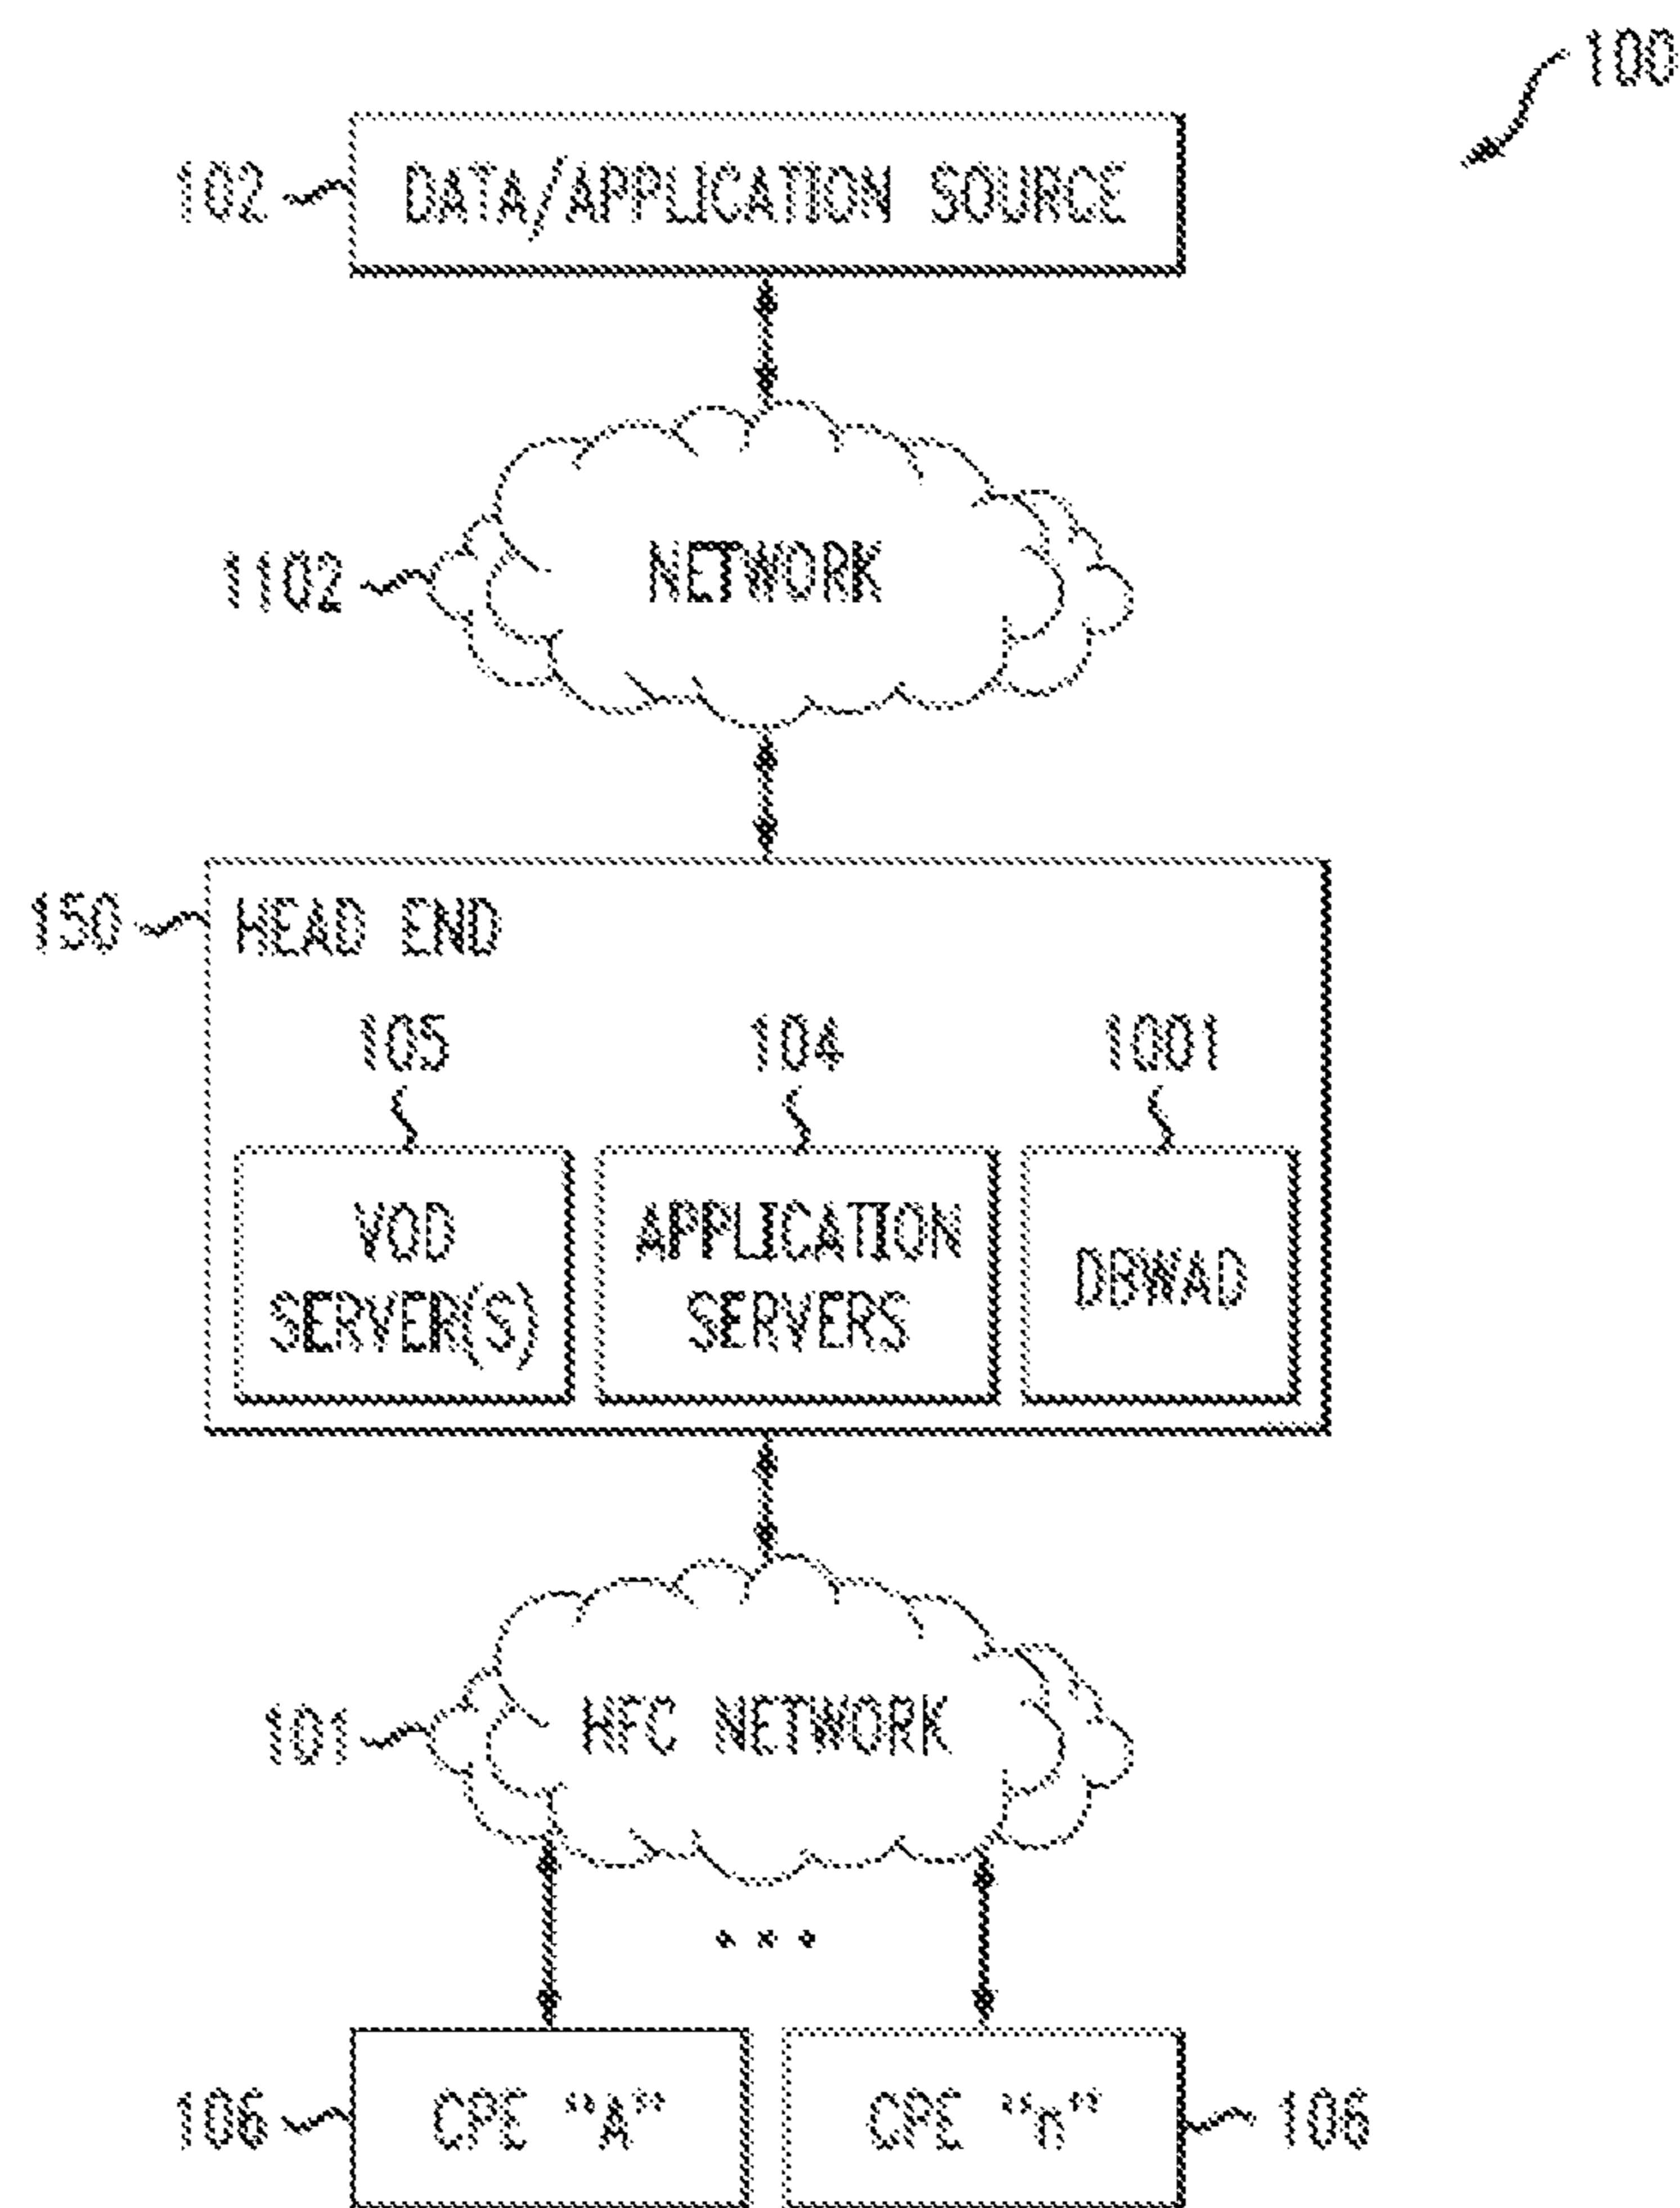 100
102 DATA/APPLICATION SOURCE
1102 NETWORK
150 HEAD END
105 104 1001
VOD SERVER(S)
APPLICATION SERVERS
DBWAD
101 HFC NETWORK
...
106 CPE "A" CPE "n" 106